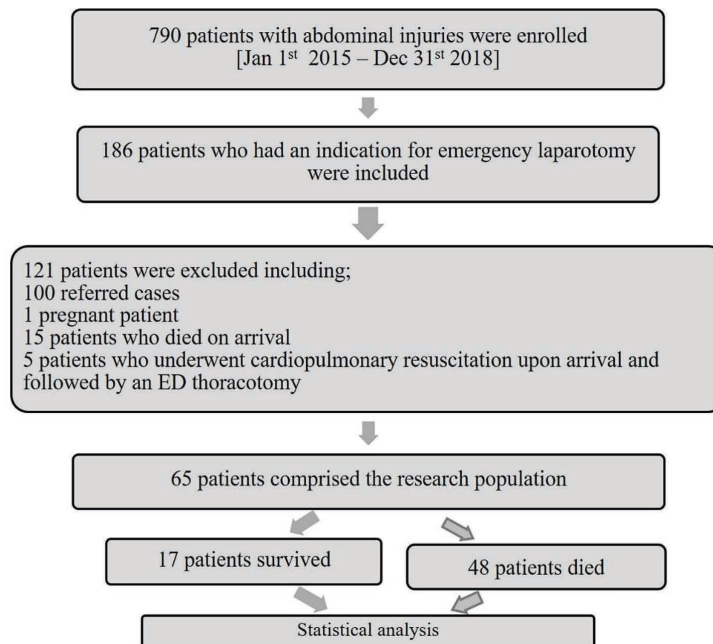 790 patients with abdominal injuries were enrolled
[Jan 1st 2015 – Dec 31st 2018]
186 patients who had an indication for emergency laparotomy
were included
121 patients were excluded including;
100 referred cases
1 pregnant patient
15 patients who died on arrival
5 patients who underwent cardiopulmonary resuscitation upon arrival and
followed by an ED thoracotomy
65 patients comprised the research population
17 patients survived
48 patients died
Statistical analysis